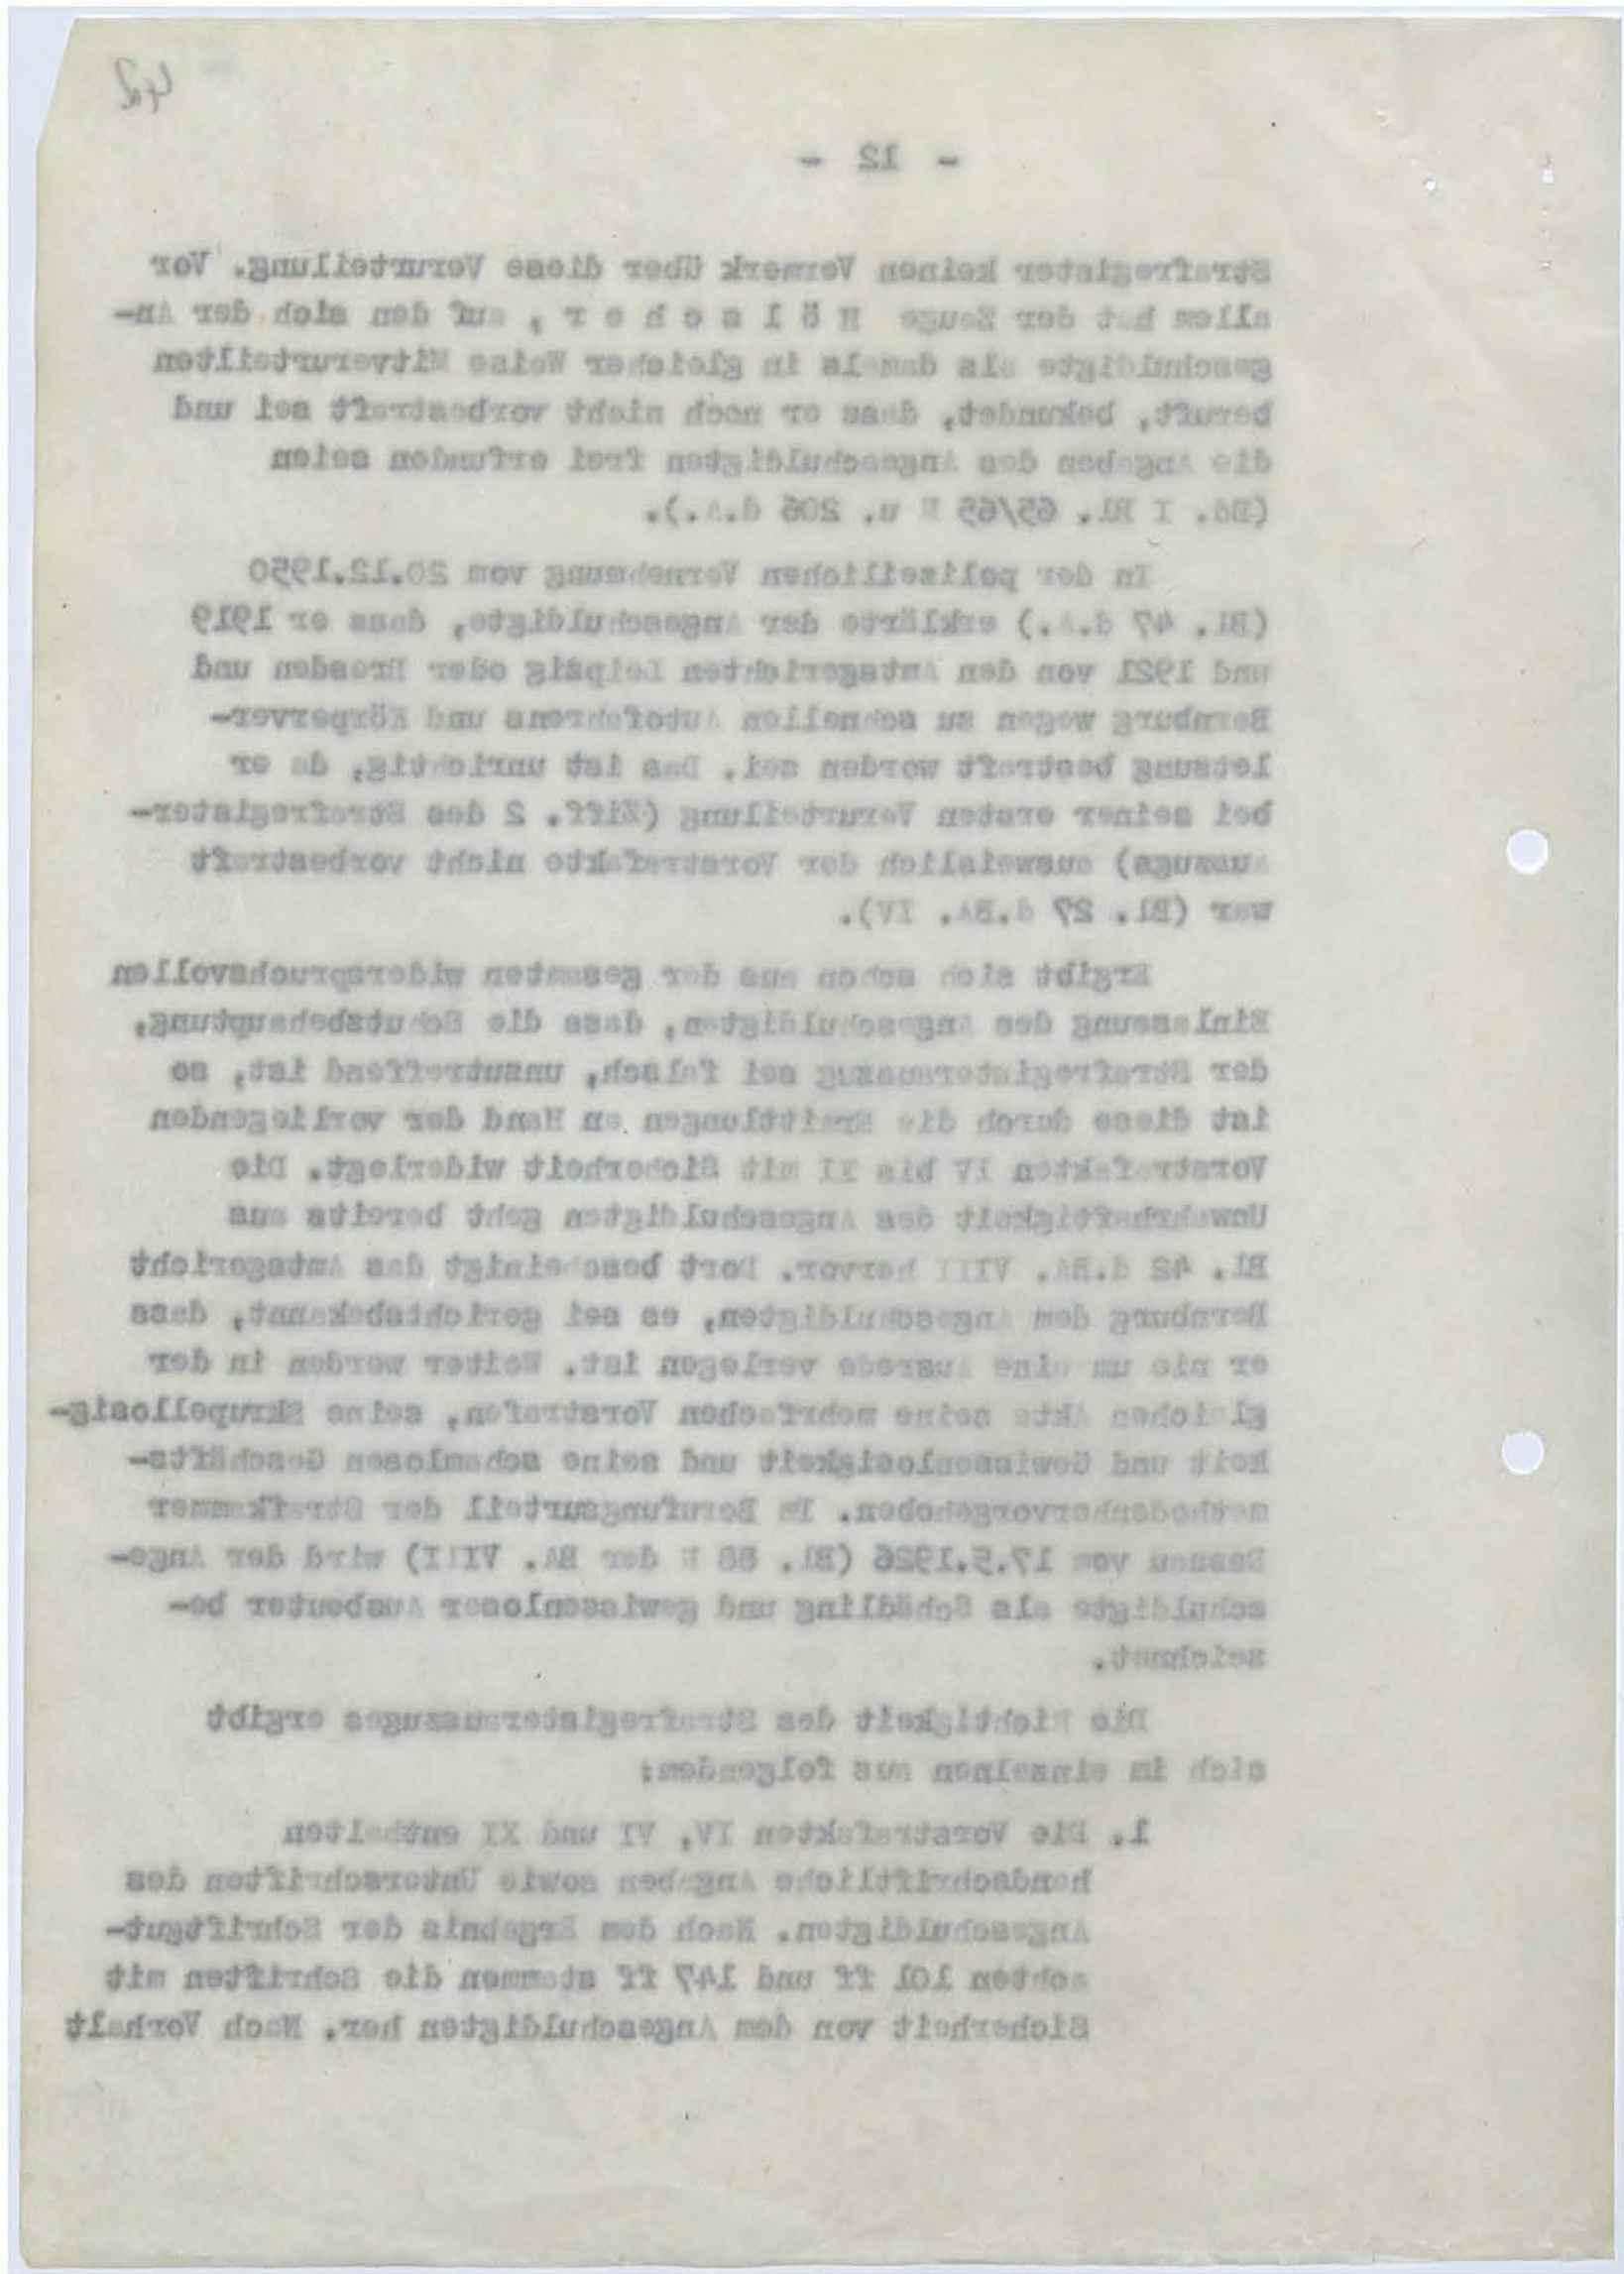 42
- 12 -
Strafregister keinen Vermerk über diese Verurteilung. Vor
allem hat der Zeuge H ö l s c h e r , auf den sich der An-
geschuldigte als damals in gleicher Weise Mitverurteilten
beruft, bekundet, dass er noch nicht vorbestraft sei und
die Angaben des Angeschuldigten frei erfunden seien
(Bd. I Bl. 65/65 R u. 206 d.A.).
In der polizeilichen Vernehmung vom 20.12.1950
(Bl. 47 d.A.) erklärte der Angeschuldigte, dass er 1919
und 1921 von den Amtsgerichten Leipzig oder Dresden und
Bernburg wegen zu schnellen Autofahrens und Körperver-
letzung bestraft worden sei. Das ist unrichtig, da er
bei seiner ersten Verurteilung (Ziff. 2 des Strafregister-
auszugs) ausweislich der Vorstrafakte nicht vorbestraft
war (Bl. 27 d.BA. IV).
Ergibt sich schon aus der gesamten widerspruchsvollen
Einlassung des Angeschuldigten, dass die Schutzbehauptung,
der Strafregisterauszug sei falsch, unzutreffend ist, so
ist diese durch die Ermittlungen an Hand der vorliegenden
Vorstrafakten IV bis XI mit Sicherheit widerlegt. Die
Unwahrhaftigkeit des Angeschuldigten geht bereits aus
Bl. 42 d.BA. VIII hervor. Dort bescheinigt das Amtsgericht
Bernburg dem Angeschuldigten, es sei gerichtsbekannt, dass
er nie um eine Ausrede verlegen ist. Weiter werden in der
gleichen Akte seine mehrfachen Vorstrafen, seine Skrupellosig-
keit und Gewissenlosigkeit und seine schamlosen Geschäfts-
methodenhervorgehoben. Im Berufungsurteil der Strafkammer
Dessau vom 17.5.1926 (Bl. 88 R der BA. VIII) wird der Ange-
schuldigte als Schädling und gewissenloser Ausbeuter be-
zeichnet.
Die Richtigkeit des Strafregisterauszuges ergibt
sich im einzelnen aus folgendem:
1. Die Vorstrafakten IV, VI und XI enthalten
handschriftliche Angaben sowie Unterschriften des
Angeschuldigten. Nach dem Ergebnis der Schriftgut-
achten 101 ff und 147 ff stammen die Schriften mit
Sicherheit von dem Angeschuldigten her. Nach Vorhalt